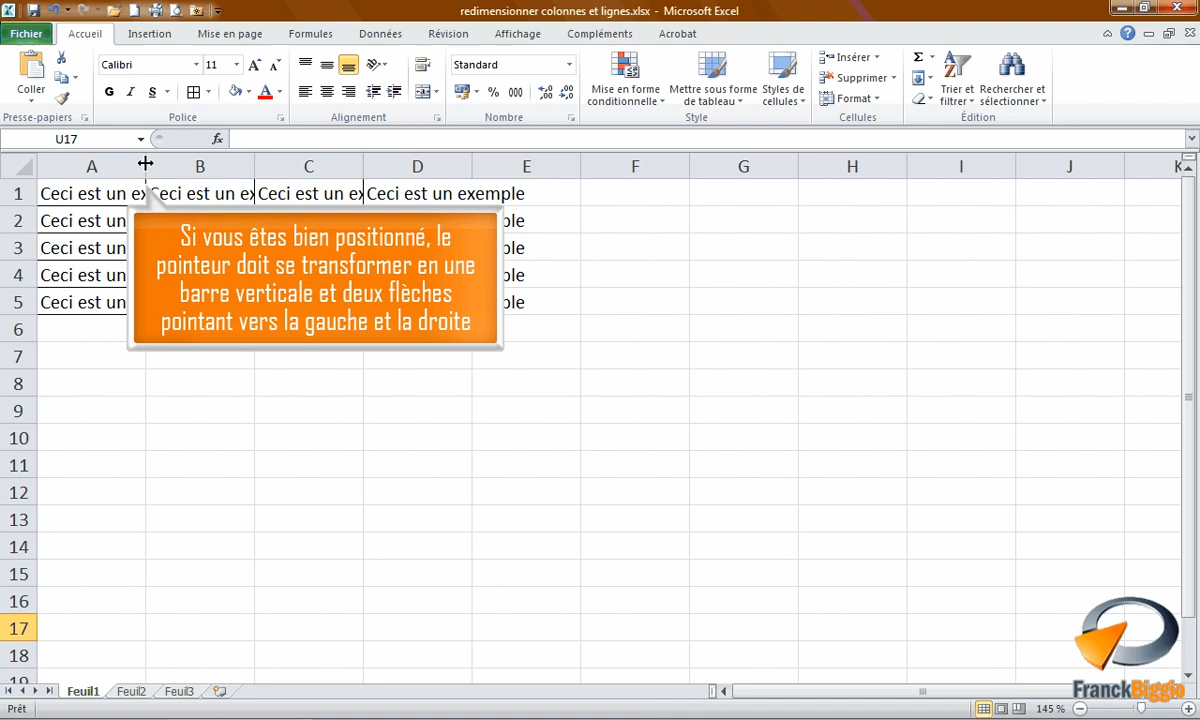 redimensionner colonnes et lignes.xlsx - Microsoft Excel
Fichier Accueil Insertion Mise en page Formules Données Révision Affichage Compléments Acrobat
Coller
Presse-papiers
Calibri 11
G I S
Police
Alignement
Standard
% 000
Nombre
Mise en forme
conditionnelle
Mettre sous forme
de tableau
Styles de
cellules
Style
Insérer
Supprimer
Format
Cellules
Σ
Trier et
filtrer
Rechercher et
sélectionner
Édition
U17 fx
A B C D E F G H I J K
1 Ceci est un ex Ceci est un ex Ceci est un ex Ceci est un exemple
2 Ceci est un ple
3 Ceci est un ple
4 Ceci est un ple
5 Ceci est un ple
Si vous êtes bien positionné, le
pointeur doit se transformer en une
barre verticale et deux flèches
pointant vers la gauche et la droite
6
7
8
9
10
11
12
13
14
15
16
17
18
19
FranckBiggio
Feuil1 Feuil2 Feuil3
Prêt 145 %